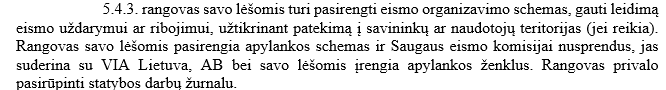 5.4.3. rangovas savo lėšomis turi pasirengti eismo organizavimo schemas, gauti leidimą
eismo uždarymui ar ribojimui, užtikrinant patekimą į savininkų ar naudotojų teritorijas (jei reikia).
Rangovas savo lėšomis pasirengia apylankos schemas ir Saugaus eismo komisijai nusprendus, jas
suderina su VIA Lietuva, AB bei savo lėšomis įrengia apylankos ženklus. Rangovas privalo
pasirūpinti statybos darbų žurnalu.